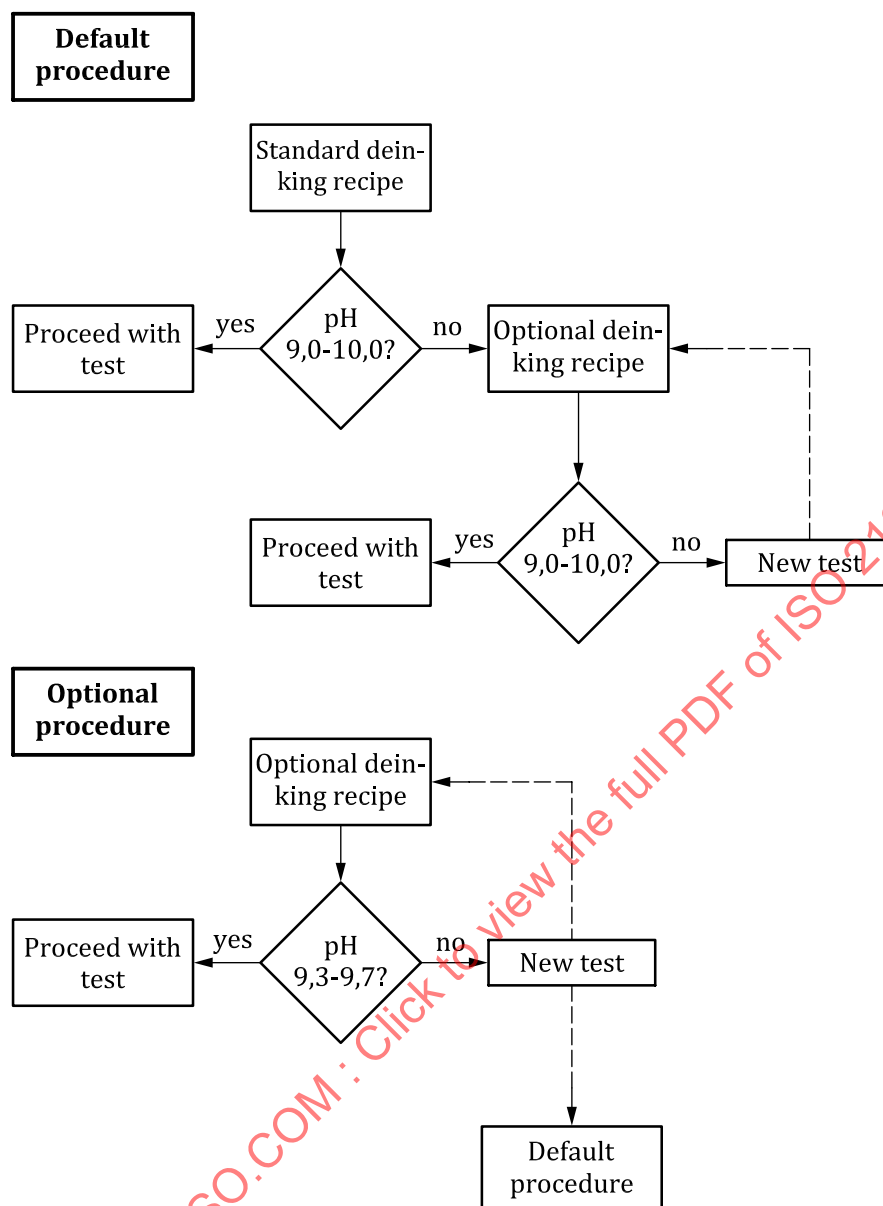 Default
procedure
Standard dein-
king recipe
pH
9,0-10,0?
yes
no
Proceed with
test
Optional dein-
king recipe
pH
9,0-10,0?
yes
no
Proceed with
test
New test
Optional
procedure
Optional dein-
king recipe
pH
9,3-9,7?
yes
no
Proceed with
test
New test
Default
procedure
SO.COM : Click to view the full PDF of ISO 21